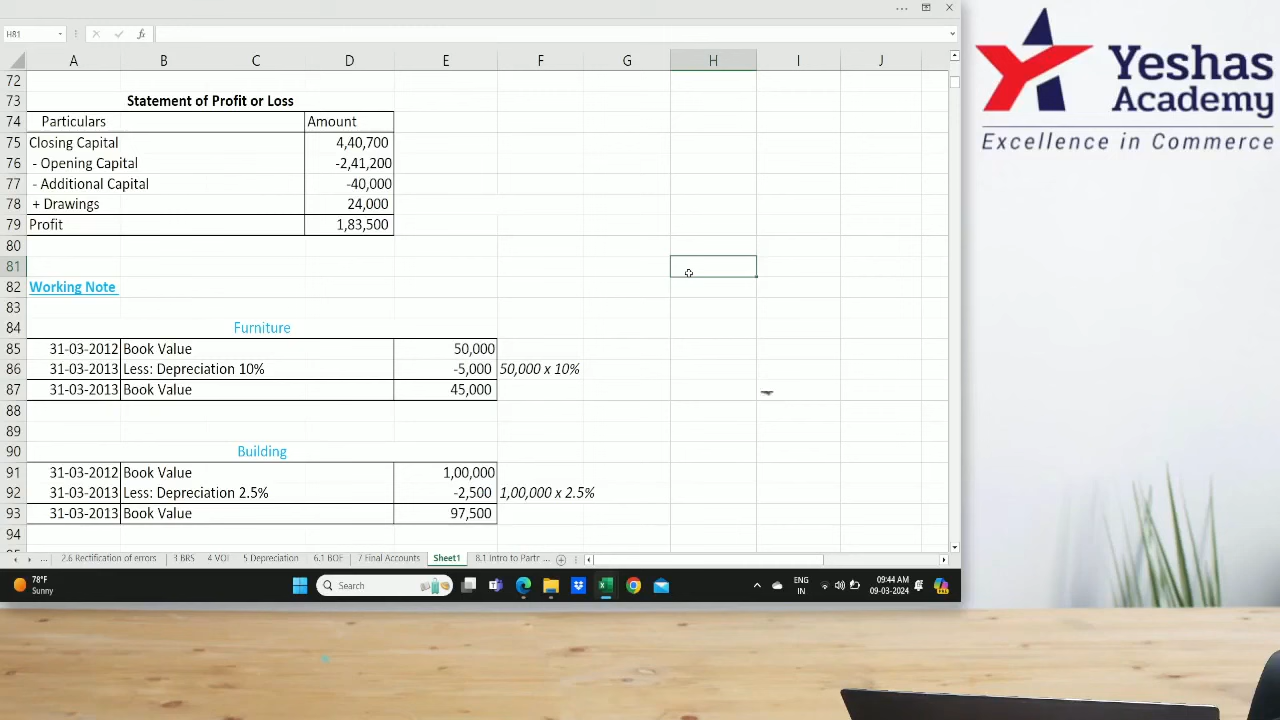 H81
fx
A B C D E F G H I J
72
73 Statement of Profit or Loss
74 Particulars Amount
75 Closing Capital 4,40,700
76 - Opening Capital -2,41,200
77 - Additional Capital -40,000
78 + Drawings 24,000
79 Profit 1,83,500
80
81
82 Working Note
83
84 Furniture
85 31-03-2012 Book Value 50,000
86 31-03-2013 Less: Depreciation 10% -5,000 50,000 x 10%
87 31-03-2013 Book Value 45,000
88
89
90 Building
91 31-03-2012 Book Value 1,00,000
92 31-03-2013 Less: Depreciation 2.5% -2,500 1,00,000 x 2.5%
93 31-03-2013 Book Value 97,500
94
... 2.6 Rectification of errors 3 BRS 4 VOI 5 Depreciation 6.1 BOE 7 Final Accounts Sheet1 8.1 Intro to Partr ...
78°F
Sunny
Search
ENG
IN
09:44 AM
09-03-2024
Yeshas
Academy
Excellence in Commerce